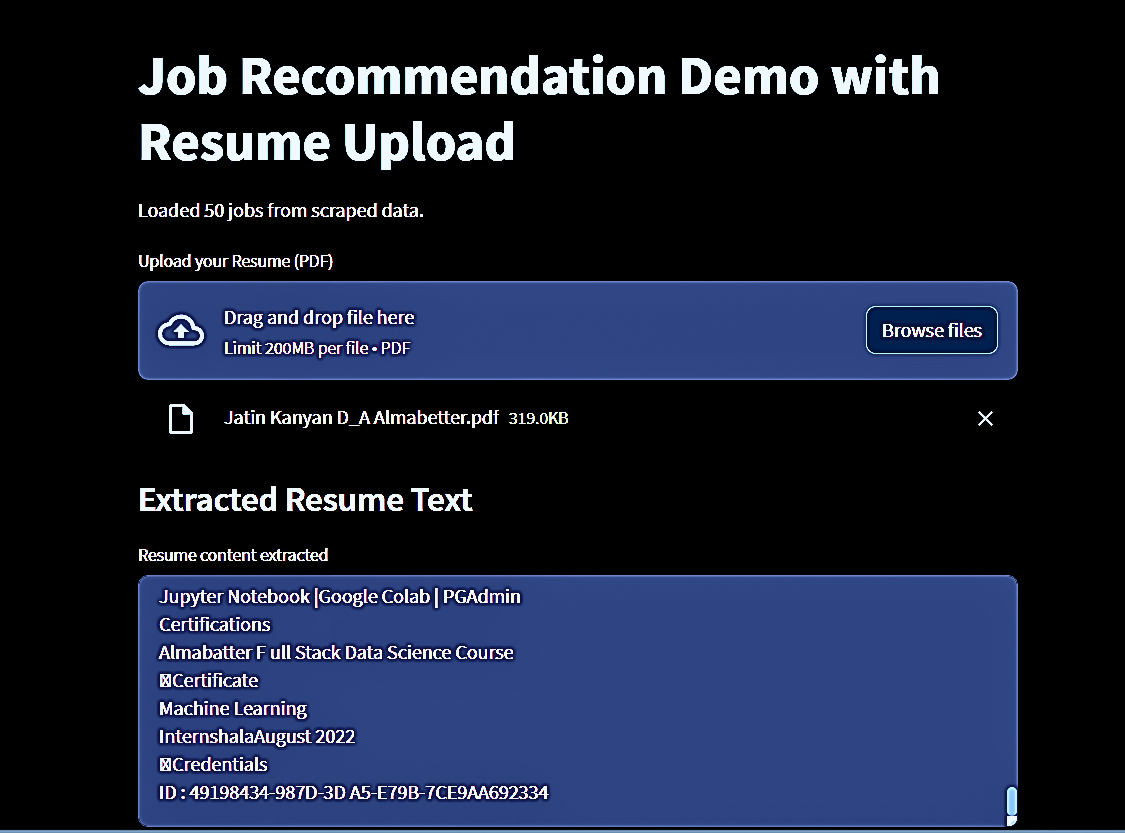 Job Recommendation Demo with
Resume Upload
Loaded 50 jobs from scraped data.
Upload your Resume (PDF)
Drag and drop file here
Limit 200MB per file • PDF
Browse files
Jatin Kanyan D_A Almabetter.pdf 319.0KB
Extracted Resume Text
Resume content extracted
Jupyter Notebook |Google Colab | PGAdmin
Certifications
Almabatter F ull Stack Data Science Course
Certificate
Machine Learning
InternshalaAugust 2022
Credentials
ID : 49198434-987D-3D A5-E79B-7CE9AA692334